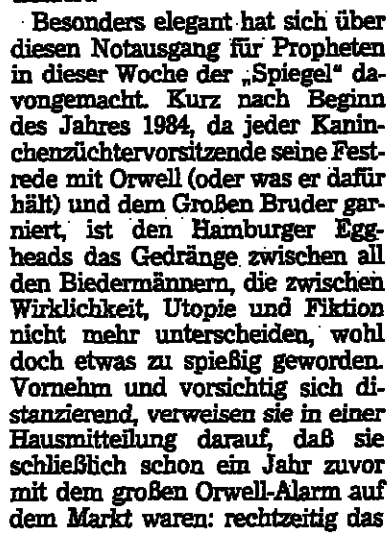 Besonders elegant hat sich über
diesen Notausgang für Propheten
in dieser Woche der „Spiegel“ da-
vongemacht. Kurz nach Beginn
des Jahres 1984, da jeder Kanin-
chenzüchtervorsitzende seine Fest-
rede mit Orwell (oder was er dafür
hält) und dem Großen Bruder gar-
niert, ist den Hamburger Egg-
heads das Gedränge zwischen all
den Biedermännern, die zwischen
Wirklichkeit, Utopie und Fiktion
nicht mehr unterscheiden, wohl
doch etwas zu spießig geworden.
Vornehm und vorsichtig sich di-
stanzierend, verweisen sie in einer
Hausmitteilung darauf, daß sie
schließlich schon ein Jahr zuvor
mit dem großen Orwell-Alarm auf
dem Markt waren: rechtzeitig das